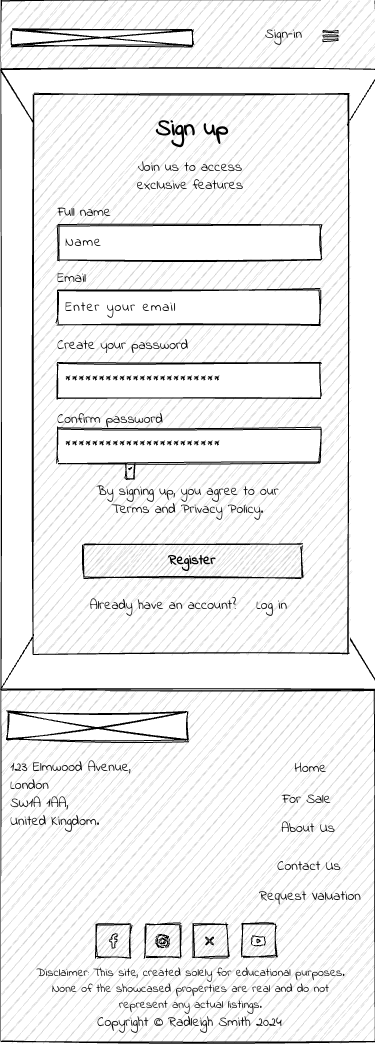 Sign-in
Sign up
Join us to access
exclusive features
Full name
Name
Email
Enter your email
Create your password
************************
Confirm password
************************
By signing up, you agree to our
Terms and Privacy Policy.
Register
Already have an account? Log in
123 Elmwood Avenue,
London
SW1A 1AA,
United Kingdom.
Home
For Sale
About Us
Contact Us
Request Valuation
Disclaimer: This site, created solely for educational purposes.
None of the showcased properties are real and do not
represent any actual listings.
Copyright © Radleigh Smith 2024